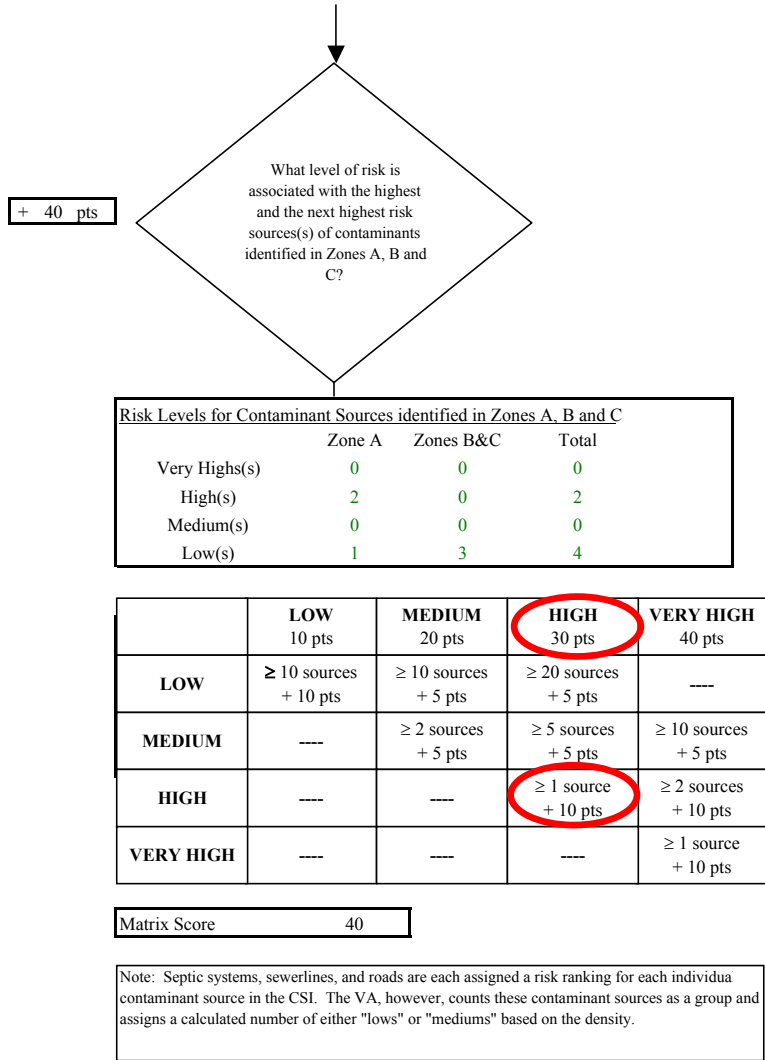 What level of risk is
associated with the highest
and the next highest risk
sources(s) of contaminants
identified in Zones A, B and
C?
+ 40 pts
Risk Levels for Contaminant Sources identified in Zones A, B and C
Zone A Zones B&C Total
Very Highs(s) 0 0 0
High(s) 2 0 2
Medium(s) 0 0 0
Low(s) 1 3 4
LOW MEDIUM HIGH VERY HIGH
10 pts 20 pts 30 pts 40 pts
LOW ≥ 10 sources ≥ 10 sources ≥ 20 sources ----
+ 10 pts + 5 pts + 5 pts
MEDIUM ---- ≥ 2 sources ≥ 5 sources ≥ 10 sources
+ 5 pts + 5 pts + 5 pts
HIGH ---- ---- ≥ 1 source ≥ 2 sources
+ 10 pts + 10 pts
VERY HIGH ---- ---- ---- ≥ 1 source
+ 10 pts
Matrix Score 40
Note: Septic systems, sewerlines, and roads are each assigned a risk ranking for each individua
contaminant source in the CSI. The VA, however, counts these contaminant sources as a group and
assigns a calculated number of either "lows" or "mediums" based on the density.